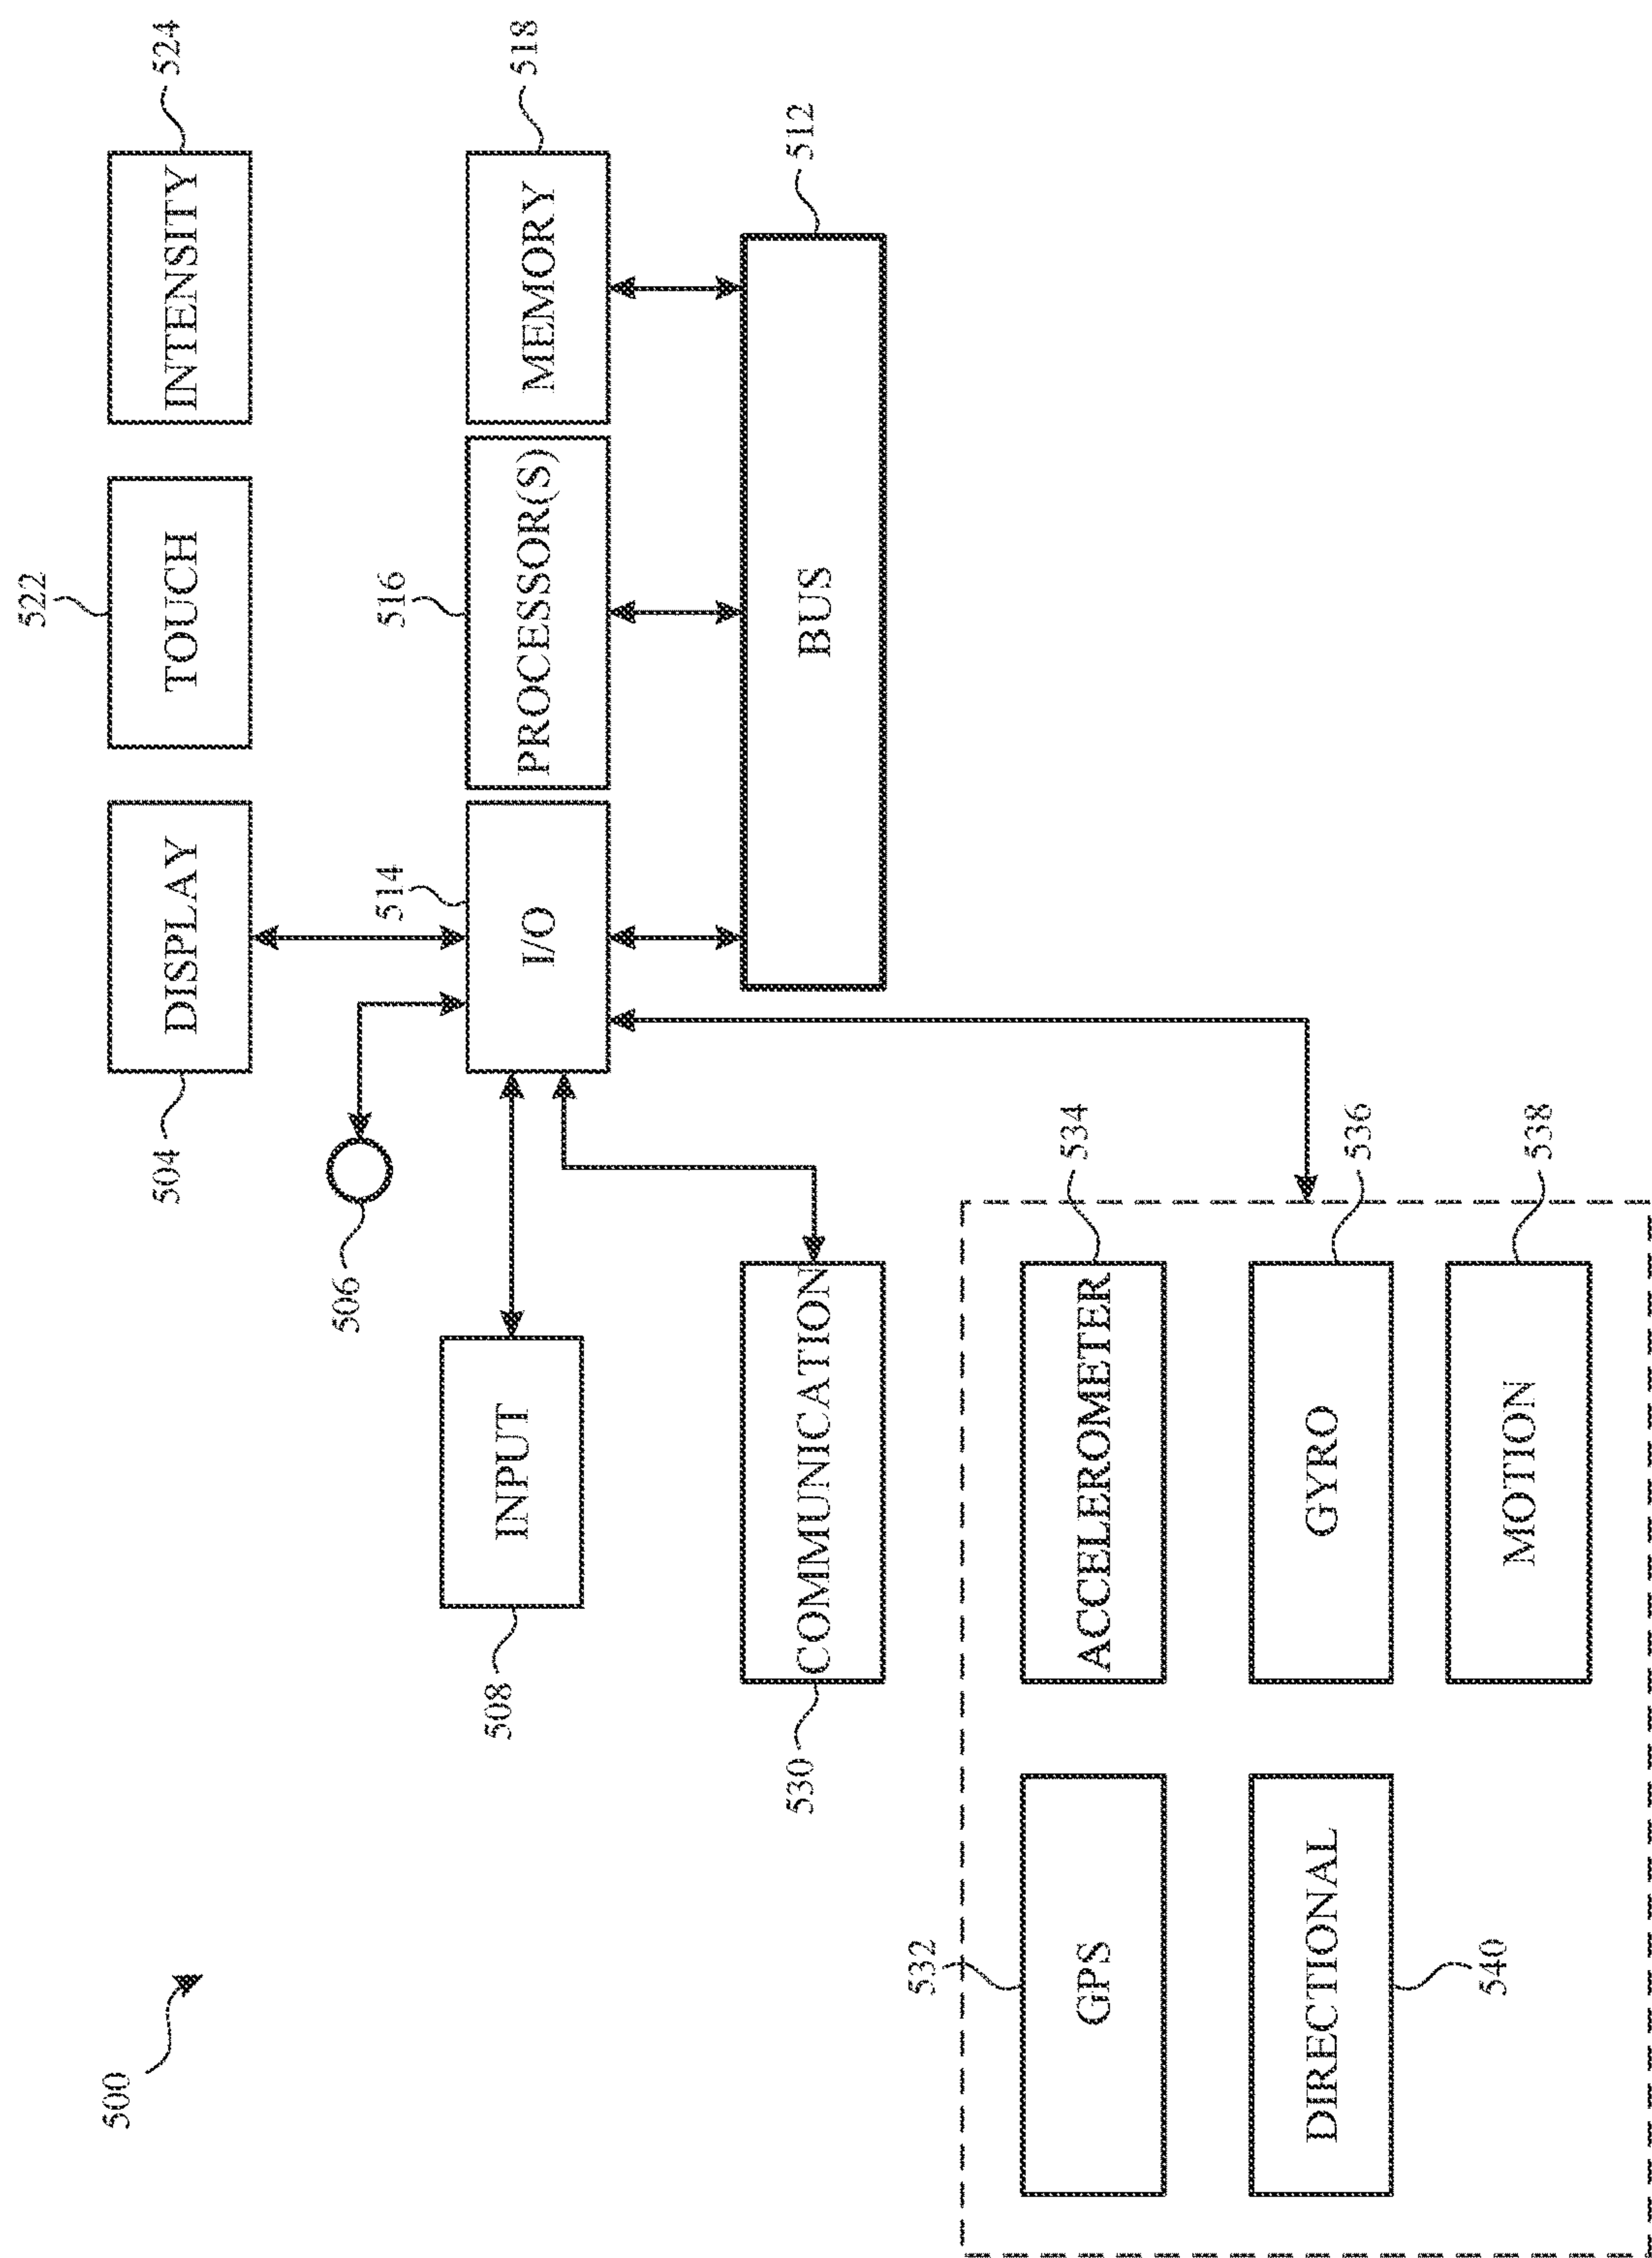 500
504
DISPLAY
522
TOUCH
INTENSITY
524
506
508
INPUT
514
I/O
516
PROCESSOR(S)
MEMORY
518
530
COMMUNICATION
BUS
512
532
GPS
ACCELEROMETER
534
DIRECTIONAL
540
GYRO
536
MOTION
538